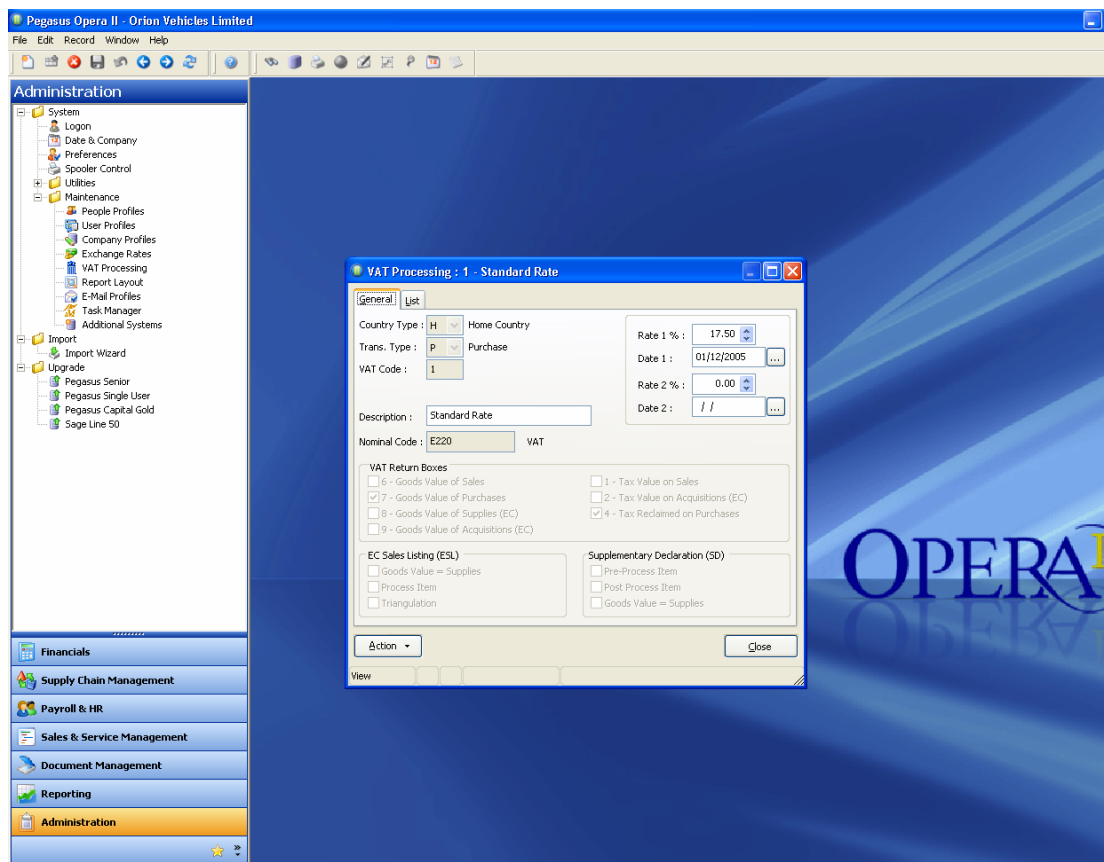 Pegasus Opera II - Orion Vehicles Limited
File Edit Record Window Help
Administration
System
Logon
Date & Company
Preferences
Spooler Control
Utilities
Maintenance
People Profiles
User Profiles
Company Profiles
Exchange Rates
VAT Processing
Report Layout
E-Mail Profiles
Task Manager
Additional Systems
Import
Import Wizard
Upgrade
Pegasus Senior
Pegasus Single User
Pegasus Capital Gold
Sage Line 50
Financials
Supply Chain Management
Payroll & HR
Sales & Service Management
Document Management
Reporting
Administration
VAT Processing : 1 - Standard Rate
General List
Country Type : H Home Country
Trans. Type : P Purchase
VAT Code : 1
Rate 1 % : 17.50
Date 1 : 01/12/2005 ...
Rate 2 % : 0.00
Date 2 : / / ...
Description : Standard Rate
Nominal Code : E220 VAT
VAT Return Boxes
6 - Goods Value of Sales
7 - Goods Value of Purchases
8 - Goods Value of Supplies (EC)
9 - Goods Value of Acquisitions (EC)
1 - Tax Value on Sales
2 - Tax Value on Acquisitions (EC)
4 - Tax Reclaimed on Purchases
EC Sales Listing (ESL)
Goods Value = Supplies
Process Item
Triangulation
Supplementary Declaration (SD)
Pre-Process Item
Post Process Item
Goods Value = Supplies
Action Close
View
OPERA